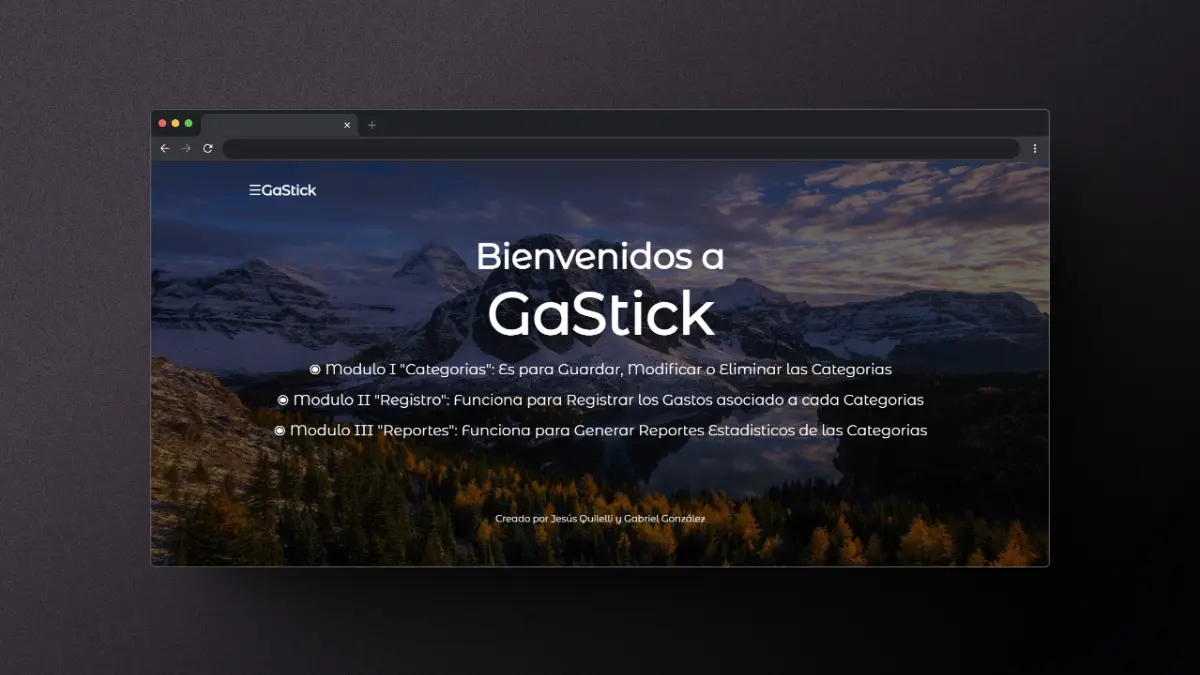 GaStick
Bienvenidos a
GaStick
◉ Modulo I "Categorias": Es para Guardar, Modificar o Eliminar las Categorias
◉ Modulo II "Registro": Funciona para Registrar los Gastos asociado a cada Categorias
◉ Modulo III "Reportes": Funciona para Generar Reportes Estadisticos de las Categorias
Creado por Jesús Quilelli y Gabriel González